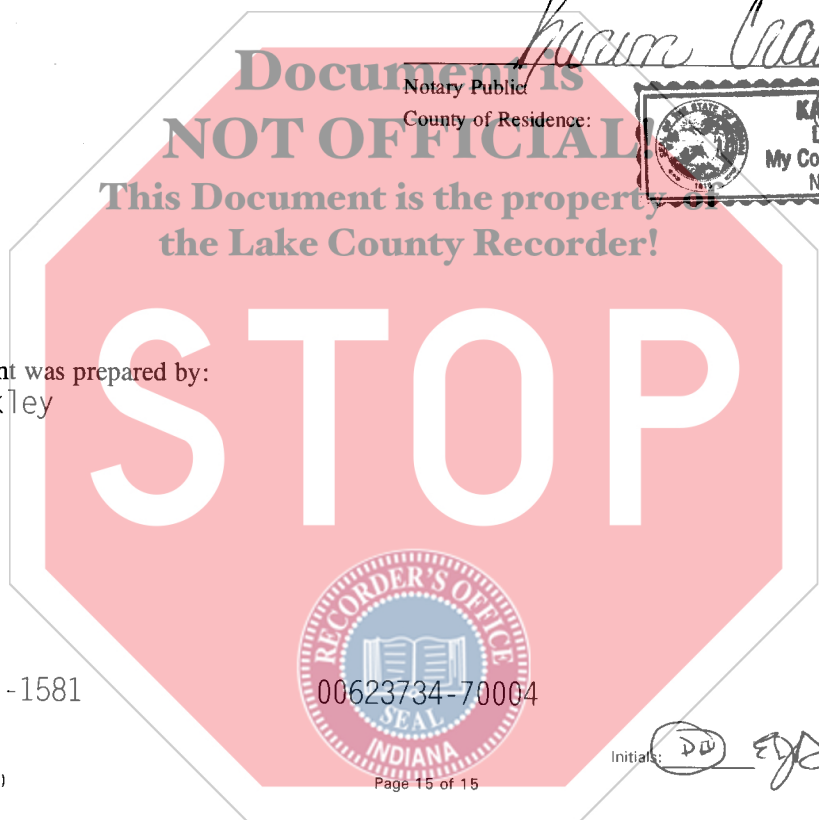 Document is
Notary Public
County of Residence:
NOT OFFICIAL!
This Document is the property of
the Lake County Recorder!
My Co
STOP
nt was prepared by:
kley
RECORDER'S OFFICE
-1581
00623734-70004
SEAL
INDIANA
Initials:
Page 15 of 15